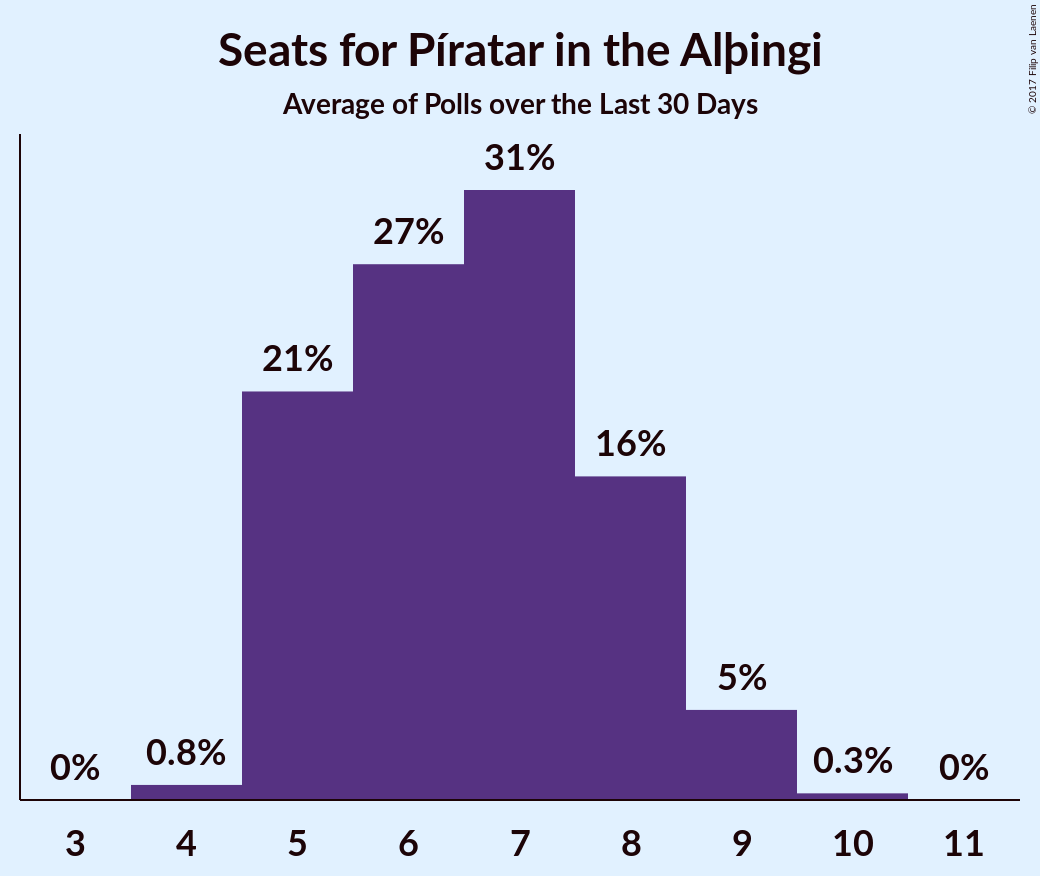 Seats for Píratar in the Alþingi
Average of Polls over the Last 30 Days
© 2017 Filip van Laenen
31%
27%
21%
16%
5%
0.8%
0.3%
0%
0%
3 4 5 6 7 8 9 10 11